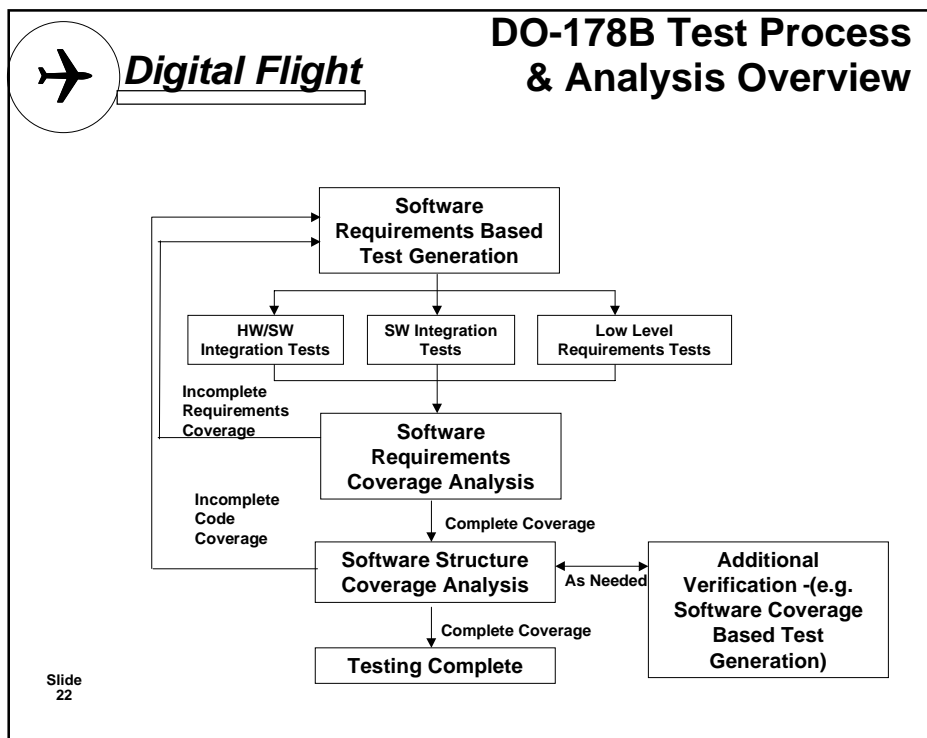 Digital Flight
DO-178B Test Process
& Analysis Overview
Software
Requirements Based
Test Generation
HW/SW
Integration Tests
SW Integration
Tests
Low Level
Requirements Tests
Incomplete
Requirements
Coverage
Software
Requirements
Coverage Analysis
Incomplete
Code
Coverage
Complete Coverage
Software Structure
Coverage Analysis
As Needed
Additional
Verification -(e.g.
Software Coverage
Based Test
Generation)
Complete Coverage
Testing Complete
Slide
22